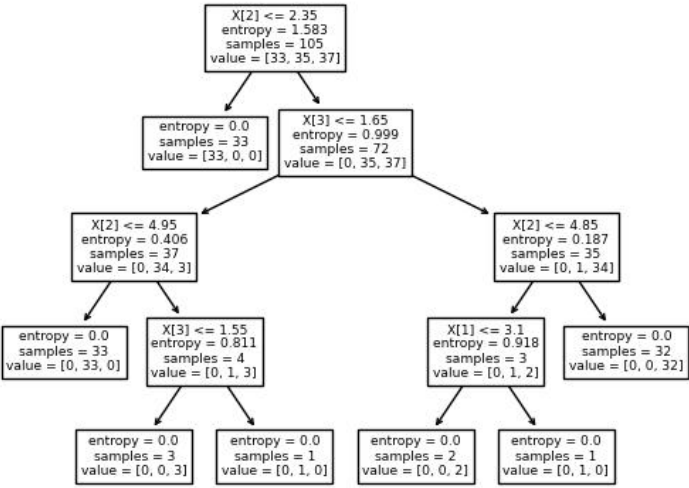 X[2] <= 2.35
entropy = 1.583
samples = 105
value = [33, 35, 37]
entropy = 0.0
samples = 33
value = [33, 0, 0]
X[3] <= 1.65
entropy = 0.999
samples = 72
value = [0, 35, 37]
X[2] <= 4.95
entropy = 0.406
samples = 37
value = [0, 34, 3]
X[2] <= 4.85
entropy = 0.187
samples = 35
value = [0, 1, 34]
entropy = 0.0
samples = 33
value = [0, 33, 0]
X[3] <= 1.55
entropy = 0.811
samples = 4
value = [0, 1, 3]
X[1] <= 3.1
entropy = 0.918
samples = 3
value = [0, 1, 2]
entropy = 0.0
samples = 32
value = [0, 0, 32]
entropy = 0.0
samples = 3
value = [0, 0, 3]
entropy = 0.0
samples = 1
value = [0, 1, 0]
entropy = 0.0
samples = 2
value = [0, 0, 2]
entropy = 0.0
samples = 1
value = [0, 1, 0]